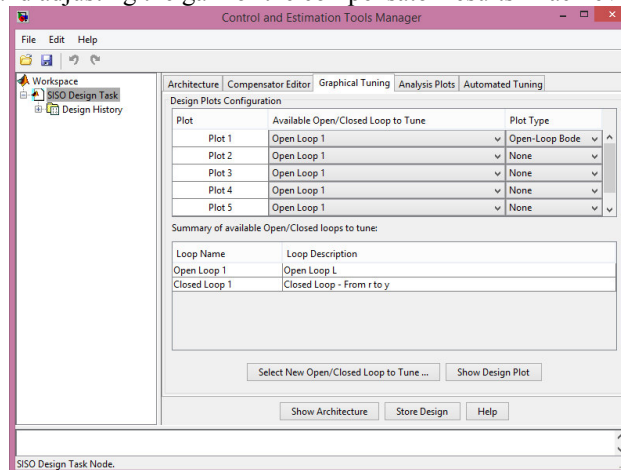 Control and Estimation Tools Manager
File Edit Help
Workspace
SISO Design Task
Design History
Architecture Compensator Editor Graphical Tuning Analysis Plots Automated Tuning
Design Plots Configuration
Plot Available Open/Closed Loop to Tune Plot Type
Plot 1 Open Loop 1 Open-Loop Bode
Plot 2 Open Loop 1 None
Plot 3 Open Loop 1 None
Plot 4 Open Loop 1 None
Plot 5 Open Loop 1 None
Summary of available Open/Closed loops to tune:
Loop Name Loop Description
Open Loop 1 Open Loop L
Closed Loop 1 Closed Loop - From r to y
Select New Open/Closed Loop to Tune ... Show Design Plot
Show Architecture Store Design Help
SISO Design Task Node.